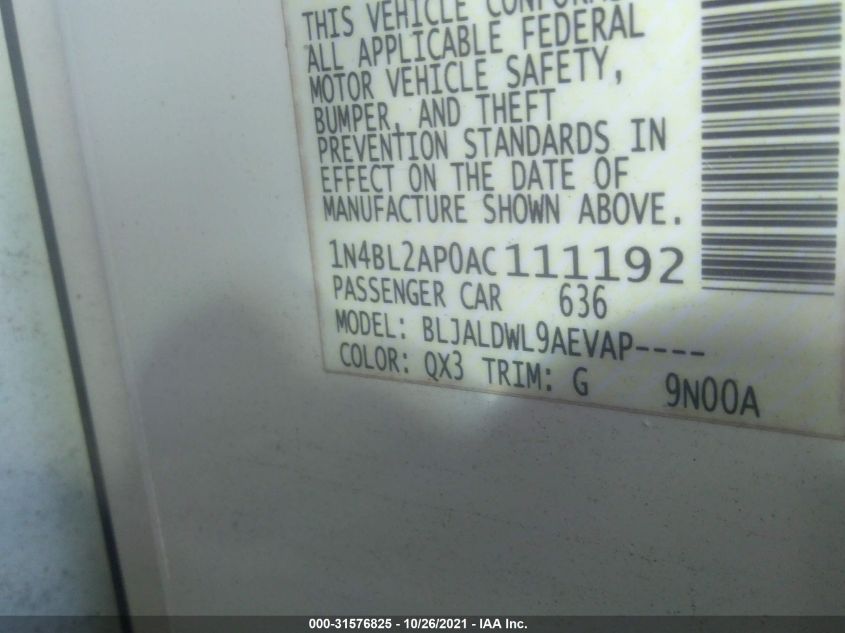 THIS VEHICLE CONFORMS
ALL APPLICABLE FEDERAL
MOTOR VEHICLE SAFETY,
BUMPER, AND THEFT
PREVENTION STANDARDS IN
EFFECT ON THE DATE OF
MANUFACTURE SHOWN ABOVE.
1N4BL2AP0AC111192
PASSENGER CAR 636
MODEL: BLJALDWL9AEVAP----
COLOR: QX3 TRIM: G 9N00A
000-31576825 - 10/26/2021 - IAA Inc.